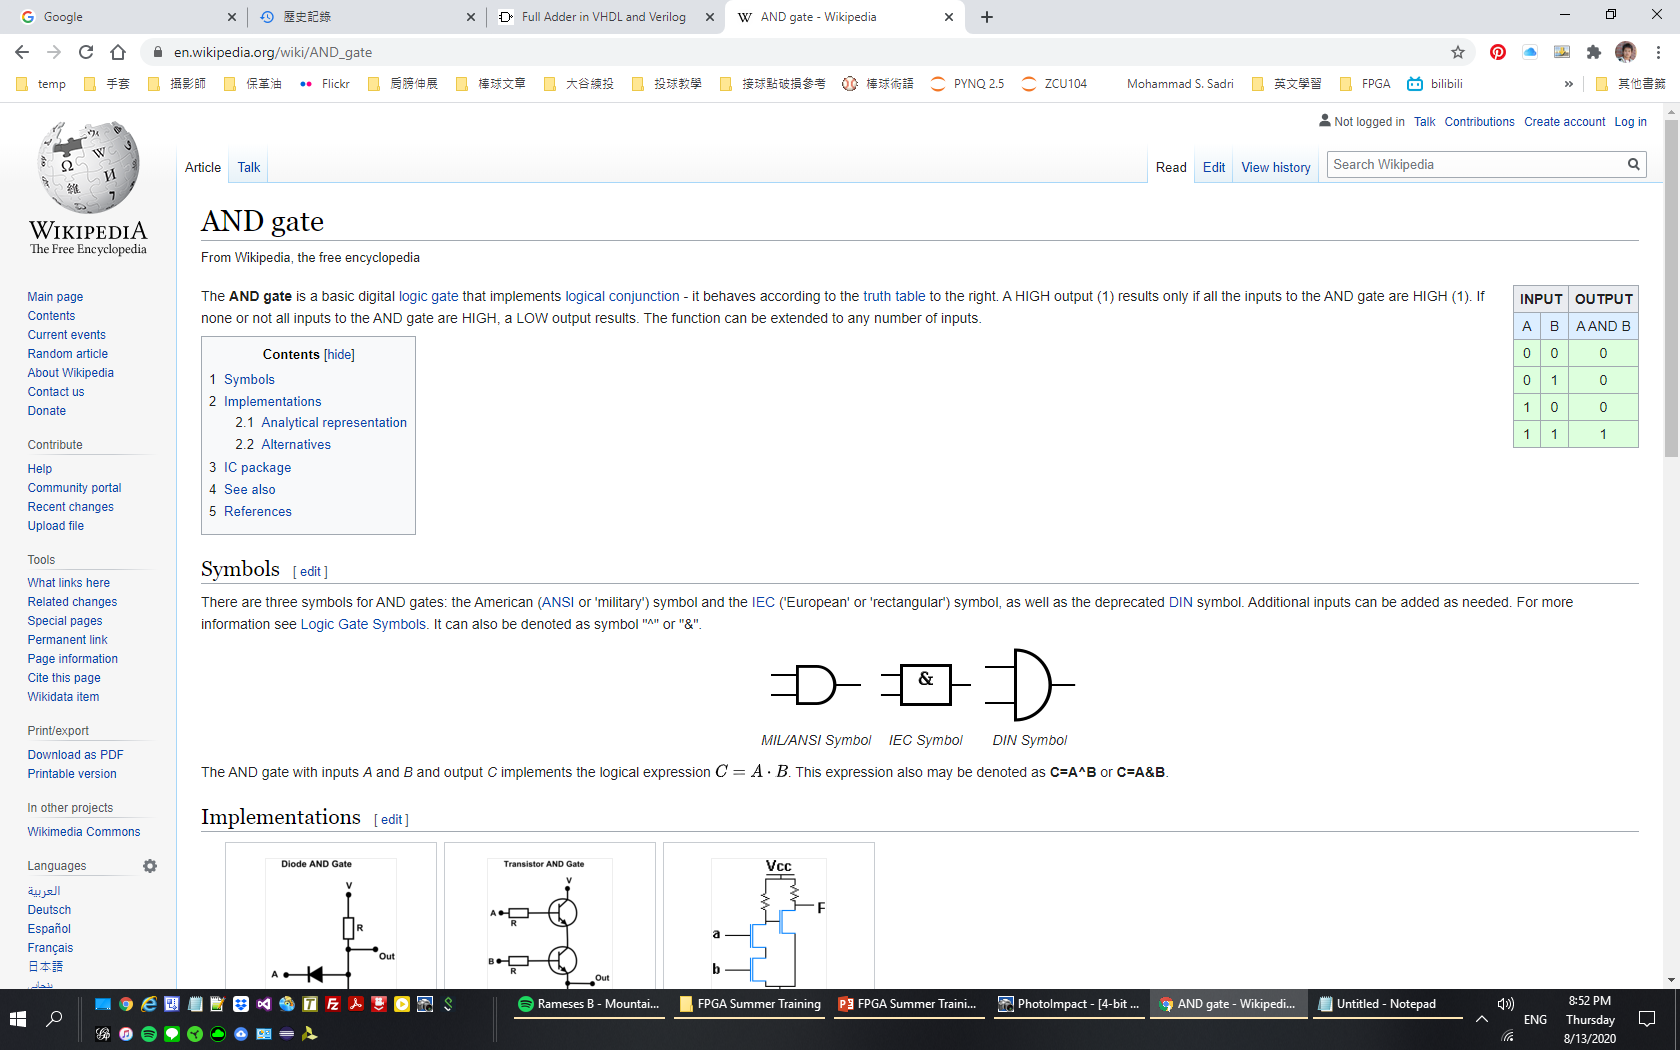 Google
歷史記錄
Full Adder in VHDL and Verilog
AND gate - Wikipedia
en.wikipedia.org/wiki/AND_gate
temp
手套
攝影師
保革油
Flickr
肩膀伸展
棒球文章
大谷練投
投球教學
接球點破損參考
棒球術語
PYNQ 2.5
ZCU104
Mohammad S. Sadri
英文學習
FPGA
bilibili
»
其他書籤
Not logged in Talk Contributions Create account Log in
Article Talk
Read Edit View history
Search Wikipedia
WIKIPEDIA
The Free Encyclopedia
Main page
Contents
Current events
Random article
About Wikipedia
Contact us
Donate
Contribute
Help
Community portal
Recent changes
Upload file
Tools
What links here
Related changes
Special pages
Permanent link
Page information
Cite this page
Wikidata item
Print/export
Download as PDF
Printable version
In other projects
Wikimedia Commons
Languages
العربية
Deutsch
Español
Français
日本語
AND gate
From Wikipedia, the free encyclopedia
The AND gate is a basic digital logic gate that implements logical conjunction - it behaves according to the truth table to the right. A HIGH output (1) results only if all the inputs to the AND gate are HIGH (1). If
none or not all inputs to the AND gate are HIGH, a LOW output results. The function can be extended to any number of inputs.
INPUT OUTPUT
A B A AND B
0 0 0
0 1 0
1 0 0
1 1 1
Contents [hide]
1 Symbols
2 Implementations
2.1 Analytical representation
2.2 Alternatives
3 IC package
4 See also
5 References
Symbols [ edit ]
There are three symbols for AND gates: the American (ANSI or 'military') symbol and the IEC ('European' or 'rectangular') symbol, as well as the deprecated DIN symbol. Additional inputs can be added as needed. For more
information see Logic Gate Symbols. It can also be denoted as symbol "^" or "&".
&
MIL/ANSI Symbol IEC Symbol DIN Symbol
The AND gate with inputs A and B and output C implements the logical expression C = A · B. This expression also may be denoted as C=A^B or C=A&B.
Implementations [ edit ]
Diode AND Gate
V
R
Out
A
Transistor AND Gate
V
A
R
B
R
Out
Vcc
F
a
b
Rameses B - Mountai...
FPGA Summer Training
FPGA Summer Traini...
PhotoImpact - [4-bit ...
AND gate - Wikipedi...
Untitled - Notepad
ENG
8:52 PM
Thursday
8/13/2020